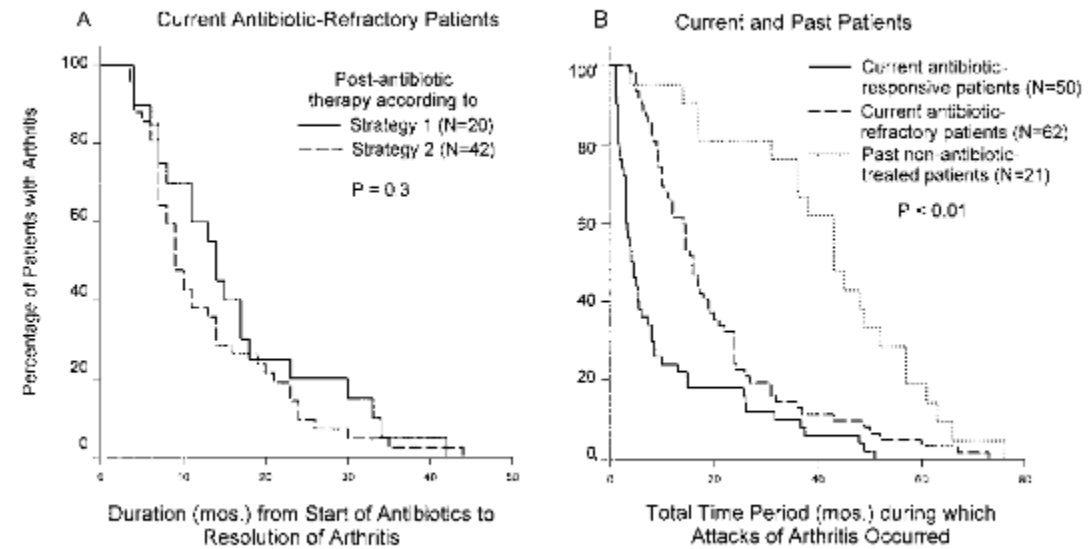 A
Current Antibiotic-Refractory Patients
Percentage of Patients with Arthritis
100
80
60
40
20
0
Post-antibiotic
therapy according to
Strategy 1 (N=20)
Strategy 2 (N=42)
P = 0.3
0
10
20
30
40
50
Duration (mos.) from Start of Antibiotics to
Resolution of Arthritis
B
Current and Past Patients
100
80
60
40
20
0
Current antibiotic-
responsive patients (N=50)
Current antibiotic-
refractory patients (N=62)
Past non-antibiotic-
treated patients (N=21)
P < 0.01
0
20
40
60
80
Total Time Period (mos.) during which
Attacks of Arthritis Occurred